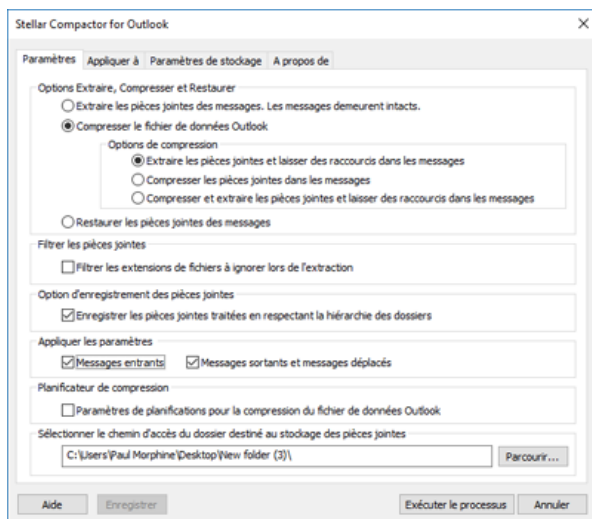 Stellar Compactor for Outlook
Paramètres Appliquer à Paramètres de stockage A propos de
Options Extraire, Compresser et Restaurer
Extraire les pièces jointes des messages. Les messages demeurent intacts.
Compresser le fichier de données Outlook
Options de compression
Extraire les pièces jointes et laisser des raccourcis dans les messages
Compresser les pièces jointes dans les messages
Compresser et extraire les pièces jointes et laisser des raccourcis dans les messages
Restaurer les pièces jointes des messages
Filtrer les pièces jointes
Filtrer les extensions de fichiers à ignorer lors de l'extraction
Option d'enregistrement des pièces jointes
Enregistrer les pièces jointes traitées en respectant la hiérarchie des dossiers
Appliquer les paramètres
Messages entrants Messages sortants et messages déplacés
Planificateur de compression
Paramètres de planifications pour la compression du fichier de données Outlook
Sélectionner le chemin d'accès du dossier destiné au stockage des pièces jointes
C:\Users\Paul Morphine\Desktop\New folder (3)\ Parcourir...
Aide Enregistrer Exécuter le processus Annuler